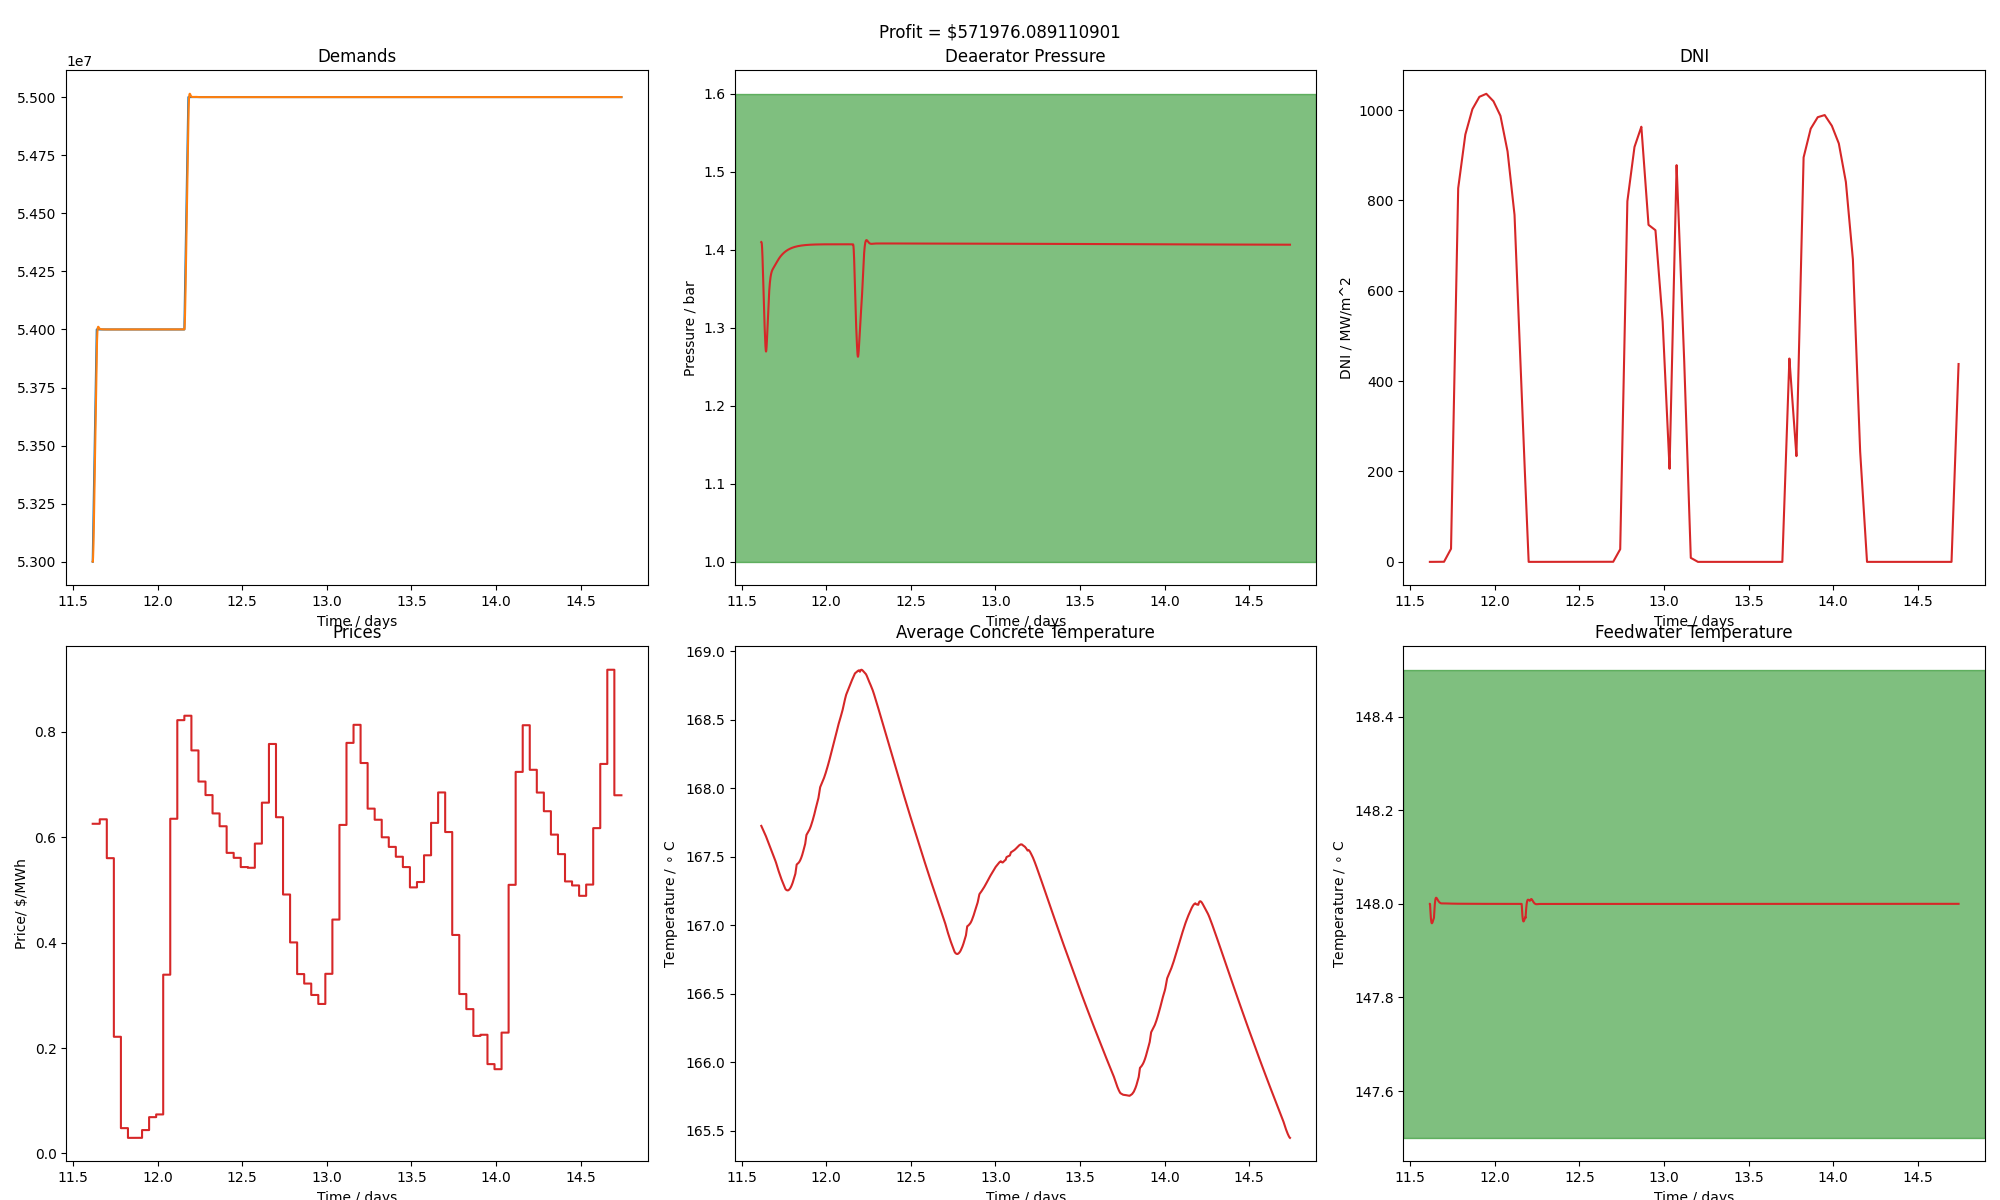 Profit = $571976.089110901
Demands
1e7
5.500
5.475
5.450
5.425
5.400
5.375
5.350
5.325
5.300
11.5 12.0 12.5 13.0 13.5 14.0 14.5
Time / days
Deaerator Pressure
Pressure / bar
1.6
1.5
1.4
1.3
1.2
1.1
1.0
11.5 12.0 12.5 13.0 13.5 14.0 14.5
Time / days
DNI
DNI / MW/m^2
1000
800
600
400
200
0
11.5 12.0 12.5 13.0 13.5 14.0 14.5
Time / days
Prices
Price/ $/MWh
0.8
0.6
0.4
0.2
0.0
11.5 12.0 12.5 13.0 13.5 14.0 14.5
Time / days
Average Concrete Temperature
Temperature / ∘ C
169.0
168.5
168.0
167.5
167.0
166.5
166.0
165.5
11.5 12.0 12.5 13.0 13.5 14.0 14.5
Time / days
Feedwater Temperature
Temperature / ∘ C
148.4
148.2
148.0
147.8
147.6
11.5 12.0 12.5 13.0 13.5 14.0 14.5
Time / days